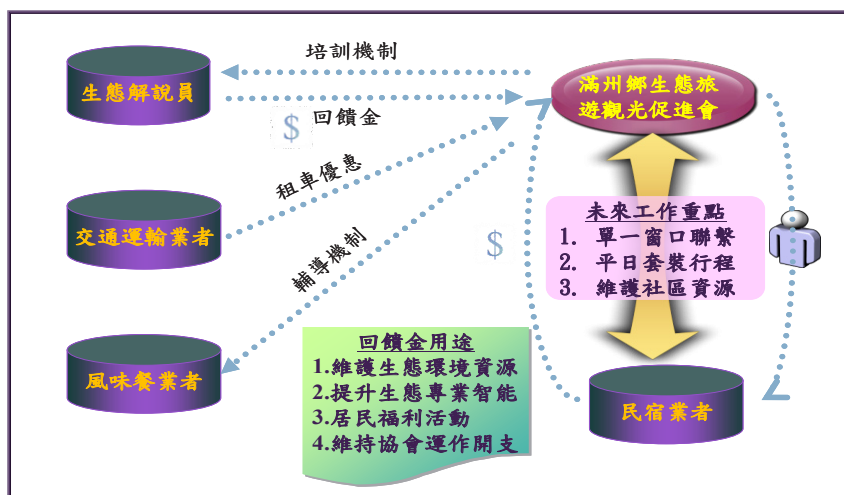 培訓機制
生態解說員
滿州鄉生態旅
遊觀光促進會
$ 回饋金
租車優惠
交通運輸業者
未來工作重點
1. 單一窗口聯繫
2. 平日套裝行程
3. 維護社區資源
$
輔導機制
風味餐業者
回饋金用途
1.維護生態環境資源
2.提升生態專業智能
3.居民福利活動
4.維持協會運作開支
民宿業者